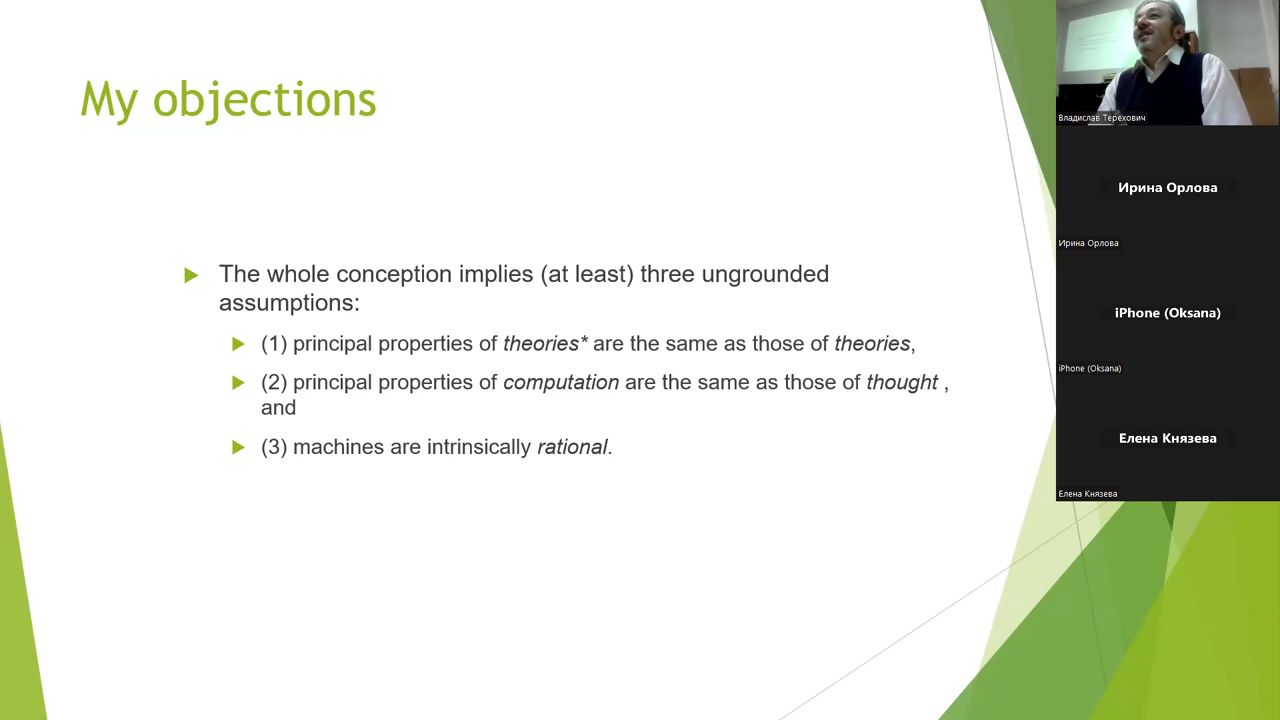 My objections
The whole conception implies (at least) three ungrounded
assumptions:
(1) principal properties of theories* are the same as those of theories,
(2) principal properties of computation are the same as those of thought ,
and
(3) machines are intrinsically rational.
Владислав Терехович
Ирина Орлова
Ирина Орлова
iPhone (Oksana)
iPhone (Oksana)
Елена Князева
Елена Князева